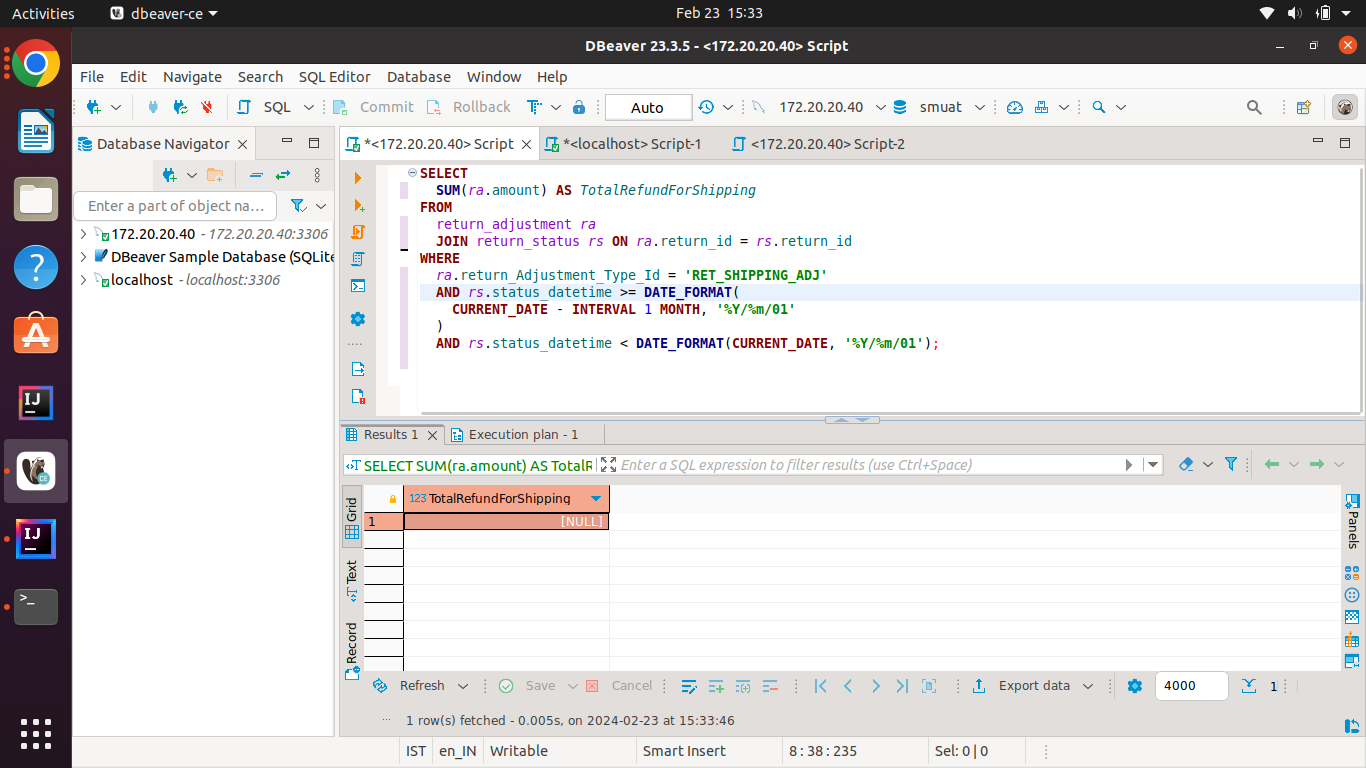 Activities
dbeaver-ce
Feb 23 15:33
DBeaver 23.3.5 - <172.20.20.40> Script
File Edit Navigate Search SQL Editor Database Window Help
SQL Commit Rollback Auto 172.20.20.40 smuat
Database Navigator
*<172.20.20.40> Script
*<localhost> Script-1
<172.20.20.40> Script-2
Enter a part of object na...
172.20.20.40 - 172.20.20.40:3306
DBeaver Sample Database (SQLite
localhost - localhost:3306
SELECT
SUM(ra.amount) AS TotalRefundForShipping
FROM
return_adjustment ra
JOIN return_status rs ON ra.return_id = rs.return_id
WHERE
ra.return_Adjustment_Type_Id = 'RET_SHIPPING_ADJ'
AND rs.status_datetime >= DATE_FORMAT(
CURRENT_DATE - INTERVAL 1 MONTH, '%Y/%m/01'
)
AND rs.status_datetime < DATE_FORMAT(CURRENT_DATE, '%Y/%m/01');
Results 1
Execution plan - 1
SELECT SUM(ra.amount) AS TotalR
Enter a SQL expression to filter results (use Ctrl+Space)
Grid
Text
Record
123 TotalRefundForShipping
1 [NULL]
Panels
Refresh Save Cancel Export data 4000 1
1 row(s) fetched - 0.005s, on 2024-02-23 at 15:33:46
IST en_IN Writable Smart Insert 8 : 38 : 235 Sel: 0 | 0